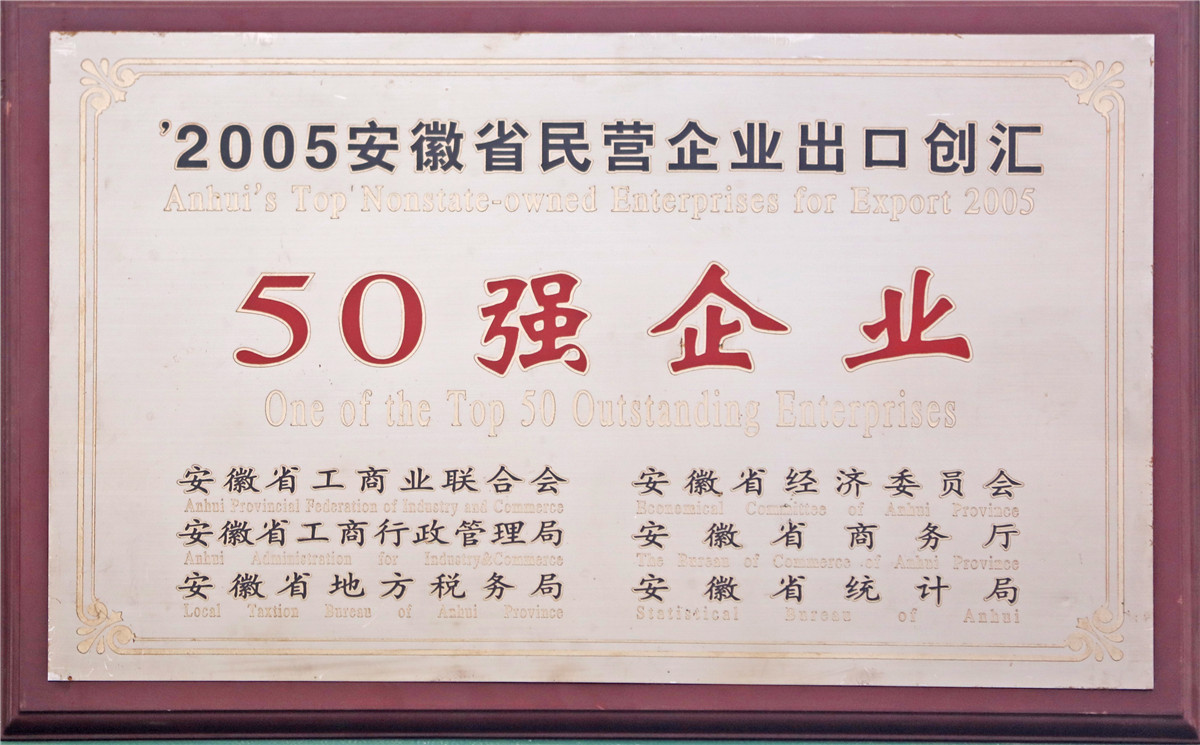 ’2005安徽省民营企业出口创汇
Anhui's Top' Nonstate-owned Enterprises for Export 2005
50强企业
One of the Top 50 Outstanding Enterprises
安徽省工商业联合会
Anhui Provincial Federation of Industry and Commerce
安徽省工商行政管理局
Anhui Administration for Industry&Commerce
安徽省地方税务局
Local Taxtion Bureau of Anhui Province
安徽省经济委员会
Economical Committee of Anhui Province
安徽省商务厅
The Bureau of Commerce of Anhui Province
安徽省统计局
Statistical Bureau of Anhui